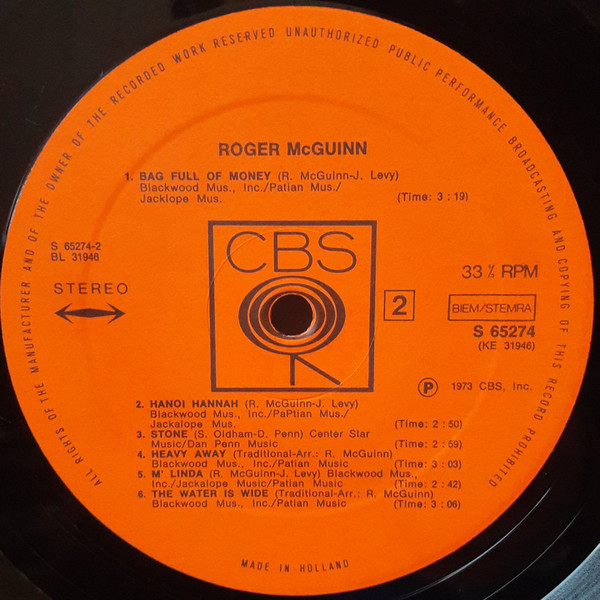 ALL RIGHTS OF THE MANUFACTURER AND OF THE OWNER OF THE RECORDED WORK RESERVED UNAUTHORIZED PUBLIC PERFORMANCE BROADCASTING AND COPYING OF THIS RECORD PROHIBITED
ROGER McGUINN
1. BAG FULL OF MONEY (R. McGuinn-J. Levy)
Blackwood Mus., Inc./Patian Mus./
Jacklope Mus. (Time: 3 : 19)
S 65274-2
BL 31946
STEREO
CBS
33⅓ RPM
2
BIEM/STEMRA
S 65274
(KE 31946)
Ⓟ 1973 CBS, Inc.
2. HANOI HANNAH (R. McGuinn-J. Levy)
Blackwood Mus., Inc./PaPtian Mus./
Jackalope Mus. (Time: 2 : 50)
3. STONE (S. Oldham-D. Penn) Center Star
Music/Dan Penn Music (Time: 2 : 59)
4. HEAVY AWAY (Traditional-Arr.: R. McGuinn)
Blackwood Mus., Inc./Patian Music (Time: 3 : 03)
5. M' LINDA (R. McGuinn-J. Levy) Blackwood Mus.,
Inc./Jackalope Music/Patian Music (Time: 2 : 42)
6. THE WATER IS WIDE (Traditional-Arr.: R. McGuinn)
Blackwood Mus., Inc./Patian Music (Time: 3 : 06)
MADE IN HOLLAND